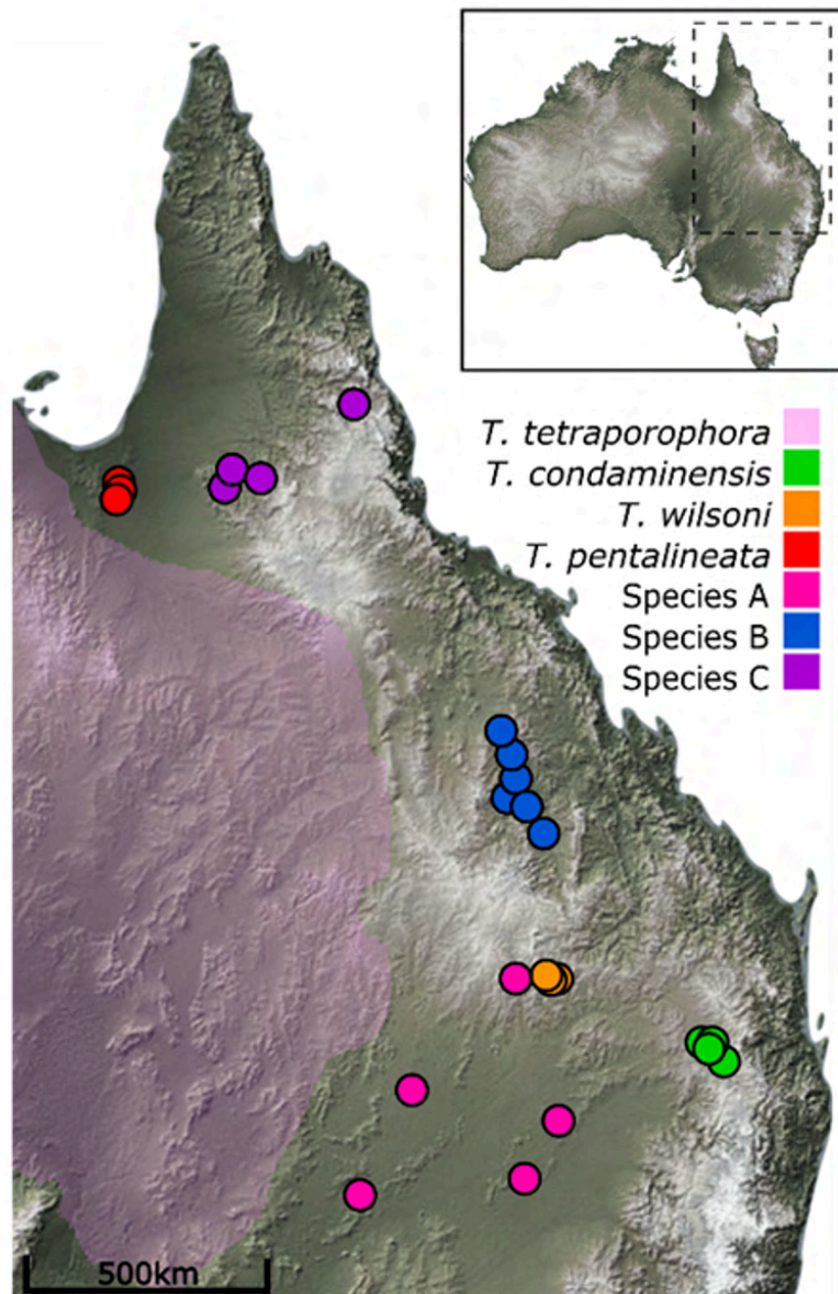 T. tetraporophora
T. condaminensis
T. wilsoni
T. pentalineata
Species A
Species B
Species C
500km